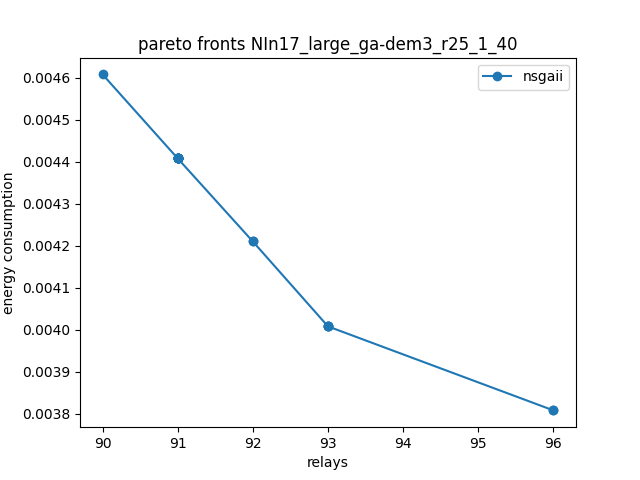 pareto fronts NIn17_large_ga-dem3_r25_1_40
nsgaii
energy consumption
0.0046
0.0045
0.0044
0.0043
0.0042
0.0041
0.0040
0.0039
0.0038
90 91 92 93 94 95 96
relays